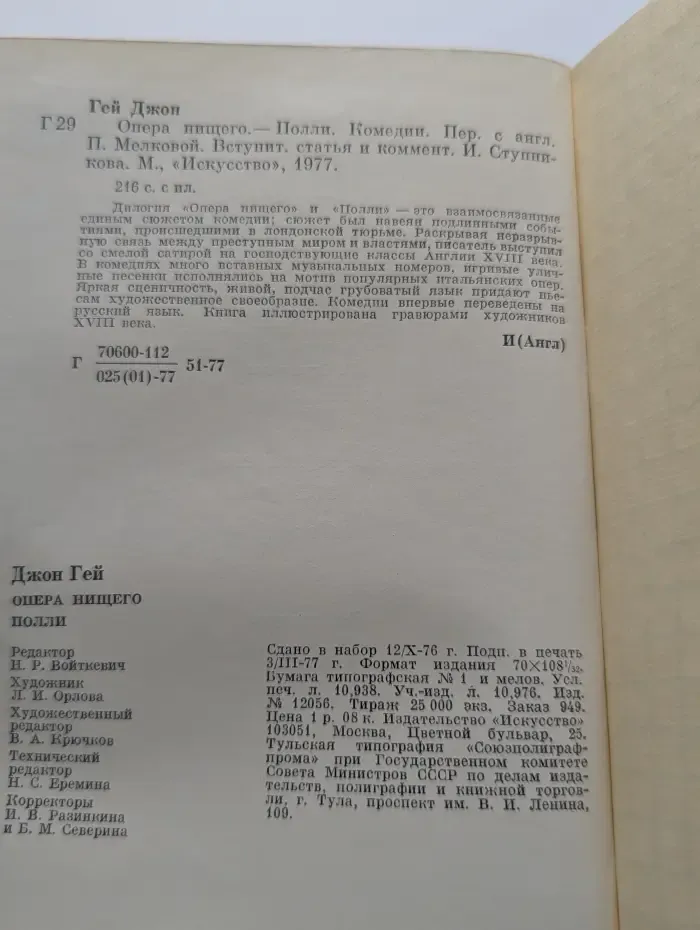 Гей Джон
Г 29 Опера нищего. — Полли. Комедии. Пер. с англ.
П. Мелковой. Вступит. статья и коммент. И. Ступни-
кова. М., «Искусство», 1977.
216 с. с ил.
Дилогия «Опера нищего» и «Полли» — это взаимосвязанные
единым сюжетом комедии; сюжет был навеян подлинными собы-
тиями, происшедшими в лондонской тюрьме. Раскрывая неразрыв-
ную связь между преступным миром и властями, писатель выступил
со смелой сатирой на господствующие классы Англии XVIII века.
В комедиях много вставных музыкальных номеров, игривые улич-
ные песенки исполнялись на мотив популярных итальянских опер.
Яркая сценичность, живой, подчас грубоватый язык придают пье-
сам художественное своеобразие. Комедии впервые переведены на
русский язык. Книга иллюстрирована гравюрами художников
XVIII века.
Г 70600-112
025(01)-77 51-77
И(Англ)
Джон Гей
ОПЕРА НИЩЕГО
ПОЛЛИ
Редактор
Н. Р. Войткевич
Художник
Л. И. Орлова
Художественный
редактор
В. А. Крючков
Технический
редактор
Н. С. Еремина
Корректоры
И. В. Разинкина
и Б. М. Северина
Сдано в набор 12/X-76 г. Подп. в печать
3/III-77 г. Формат издания 70×108¹/₃₂.
Бумага типографская № 1 и мелов. Усл.
печ. л. 10,938. Уч.-изд. л. 10,976. Изд.
№ 12056. Тираж 25 000 экз. Заказ 949.
Цена 1 р. 08 к. Издательство «Искусство»
103051, Москва, Цветной бульвар, 25.
Тульская типография «Союзполиграф-
прома» при Государственном комитете
Совета Министров СССР по делам изда-
тельств, полиграфии и книжной торгов-
ли, г. Тула, проспект им. В. И. Ленина,
109.